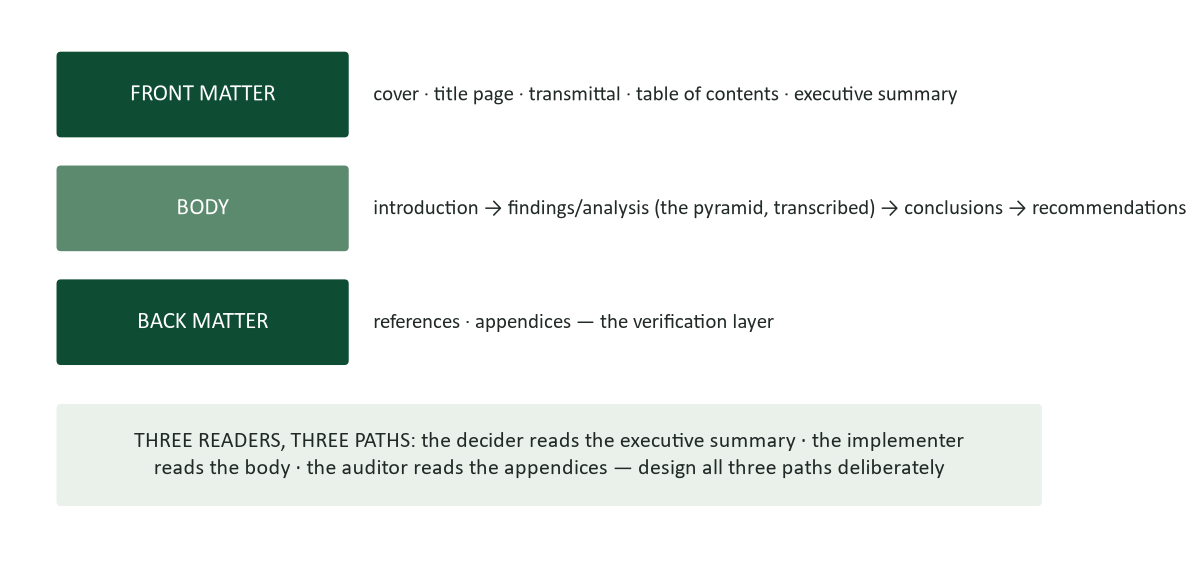 FRONT MATTER
cover · title page · transmittal · table of contents · executive summary
BODY
introduction → findings/analysis (the pyramid, transcribed) → conclusions → recommendations
BACK MATTER
references · appendices — the verification layer
THREE READERS, THREE PATHS: the decider reads the executive summary · the implementer
reads the body · the auditor reads the appendices — design all three paths deliberately